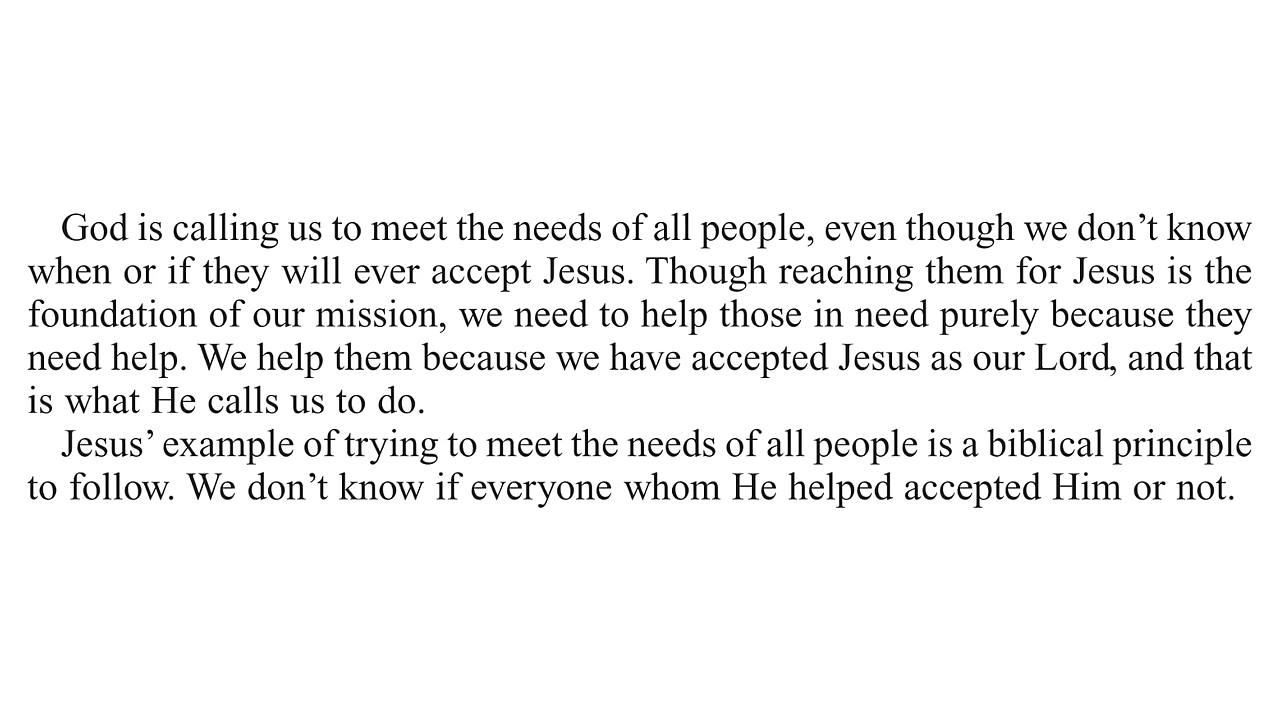 God is calling us to meet the needs of all people, even though we don’t know
when or if they will ever accept Jesus. Though reaching them for Jesus is the
foundation of our mission, we need to help those in need purely because they
need help. We help them because we have accepted Jesus as our Lord, and that
is what He calls us to do.
Jesus’ example of trying to meet the needs of all people is a biblical principle
to follow. We don’t know if everyone whom He helped accepted Him or not.